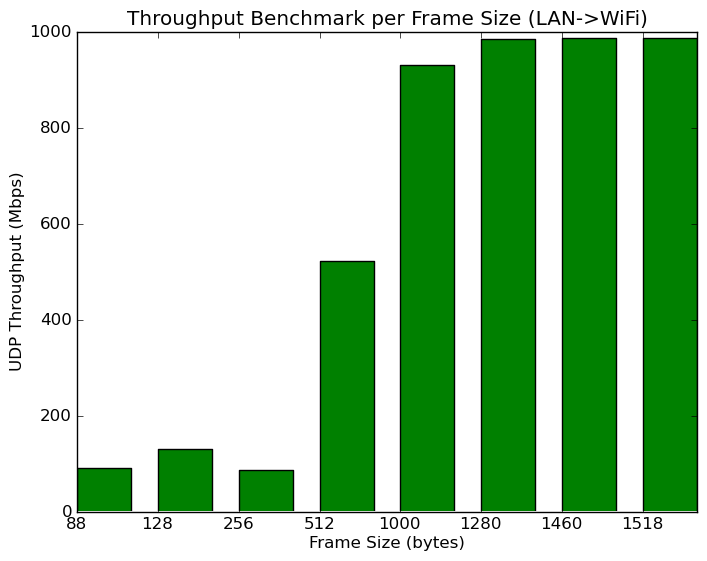 Throughput Benchmark per Frame Size (LAN->WiFi)
1000
800
600
400
200
0
UDP Throughput (Mbps)
88 128 256 512 1000 1280 1460 1518
Frame Size (bytes)